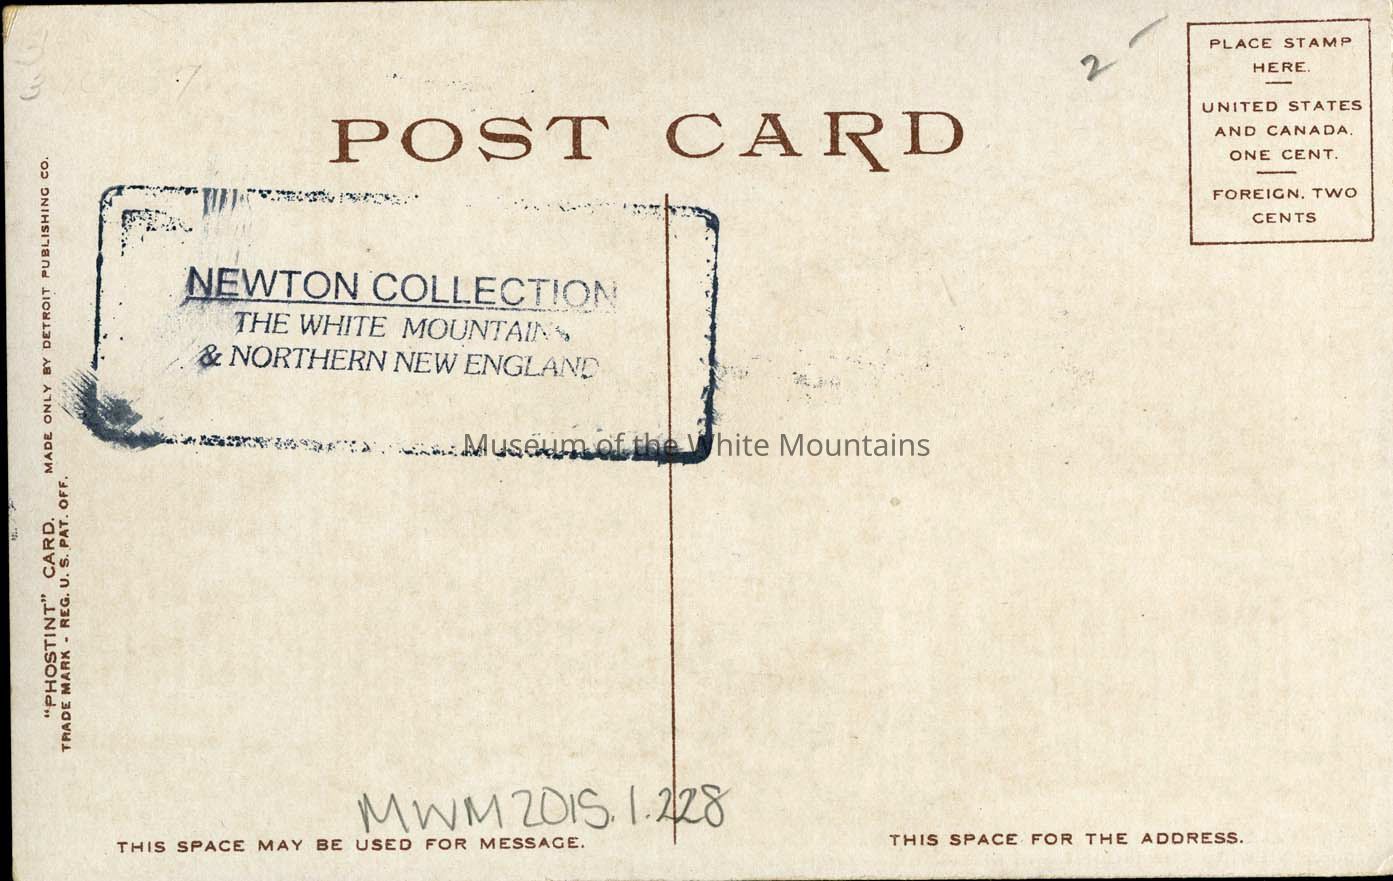 POST CARD
2
PLACE STAMP
HERE.
UNITED STATES
AND CANADA.
ONE CENT.
FOREIGN, TWO
CENTS
"PHOSTINT" CARD. MADE ONLY BY DETROIT PUBLISHING CO.
TRADE MARK - REG. U. S. PAT. OFF.
NEWTON COLLECTION
THE WHITE MOUNTAINS
& NORTHERN NEW ENGLAND
Museum of the White Mountains
MWM2015.1.228
THIS SPACE MAY BE USED FOR MESSAGE.
THIS SPACE FOR THE ADDRESS.